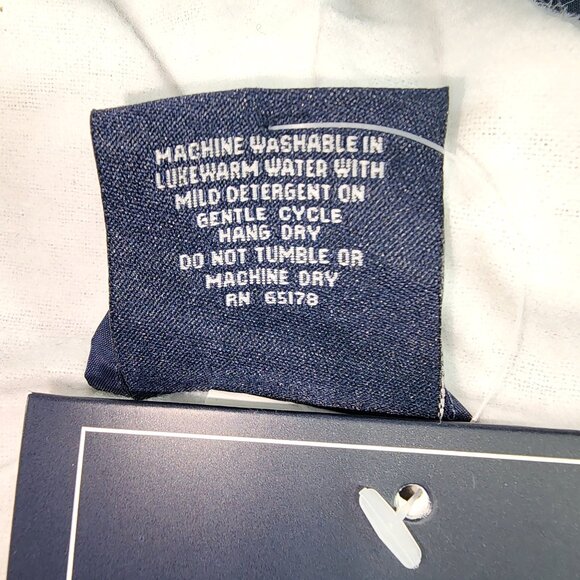 MACHINE WASHABLE IN
LUKEWARM WATER WITH
MILD DETERGENT ON
GENTLE CYCLE
HANG DRY
DO NOT TUMBLE OR
MACHINE DRY
RN 65178